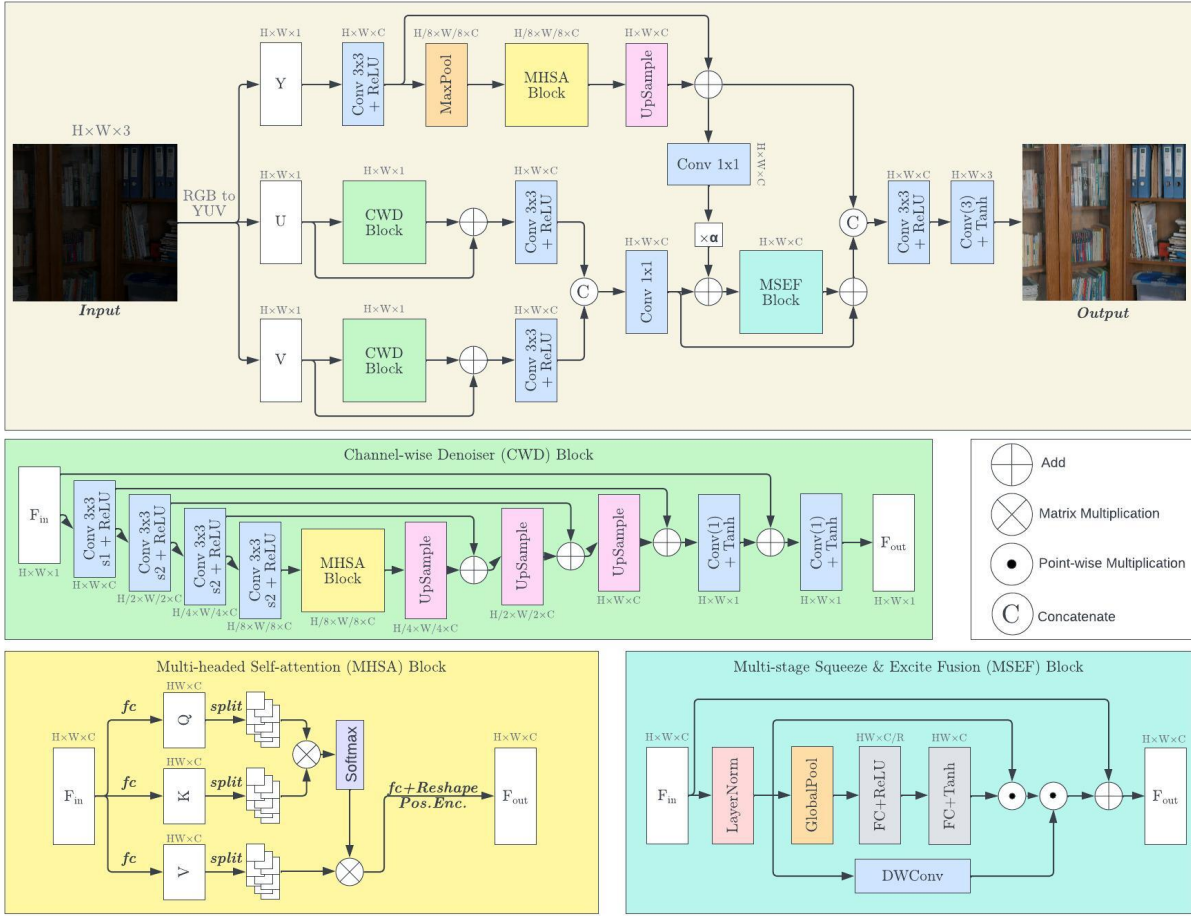 H×W×1
H×W×C
H/8×W/8×C
H/8×W/8×C
H×W×C
Y
Conv 3x3
+ ReLU
MaxPool
MHSA
Block
UpSample
H×W×3
RGB to
YUV
Input
H×W×1
H×W×1
H×W×C
U
CWD
Block
Conv 3x3
+ ReLU
Conv 1x1
H×W×C
×α
H×W×1
H×W×1
H×W×C
V
CWD
Block
Conv 3x3
+ ReLU
C
H×W×C
Conv 1x1
H×W×C
MSEF
Block
C
H×W×C
Conv 3x3
+ ReLU
H×W×3
Conv(3)
+ Tanh
Output
Channel-wise Denoiser (CWD) Block
Fin
H×W×1
Conv 3x3
s1 + ReLU
H×W×C
Conv 3x3
s2 + ReLU
H/2×W/2×C
Conv 3x3
s2 + ReLU
H/4×W/4×C
Conv 3x3
s2 + ReLU
H/8×W/8×C
MHSA
Block
H/8×W/8×C
UpSample
H/4×W/4×C
UpSample
H/2×W/2×C
UpSample
H×W×C
Conv(1)
+ Tanh
H×W×1
Conv(1)
+ Tanh
H×W×1
Fout
H×W×1
Add
Matrix Multiplication
Point-wise Multiplication
C
Concatenate
Multi-headed Self-attention (MHSA) Block
H×W×C
Fin
fc
HW×C
Q
split
fc
HW×C
K
split
fc
HW×C
V
split
Softmax
fc+Reshape
Pos.Enc.
H×W×C
Fout
Multi-stage Squeeze & Excite Fusion (MSEF) Block
H×W×C
Fin
LayerNorm
GlobalPool
HW×C/R
FC+ReLU
HW×C
FC+Tanh
DWConv
H×W×C
Fout